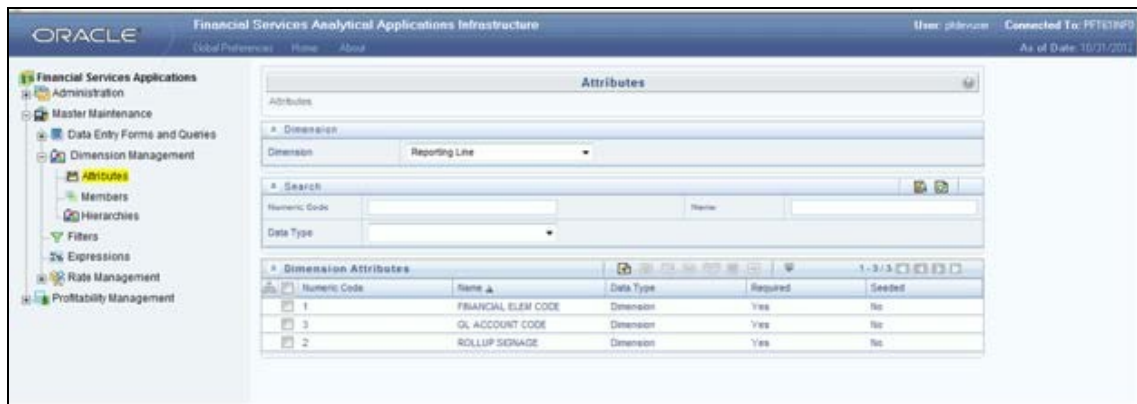 ORACLE
Financial Services Analytical Applications Infrastructure
Connected To:
Global Preferences Home About
As of Date: 10/31/2012
User:
Financial Services Applications
Administration
Master Maintenance
Data Entry Forms and Queries
Dimension Management
Attributes
Members
Hierarchies
Filters
Expressions
Rate Management
Profitability Management
Attributes
Attributes
Dimension
Dimension Reporting Line
Search
Numeric Code Name
Data Type
Dimension Attributes 1-3/3
Numeric Code Name Data Type Required Seeded
1 FINANCIAL ELEM CODE Dimension Yes No
3 GL ACCOUNT CODE Dimension Yes No
2 ROLLUP SIGNAGE Dimension Yes No